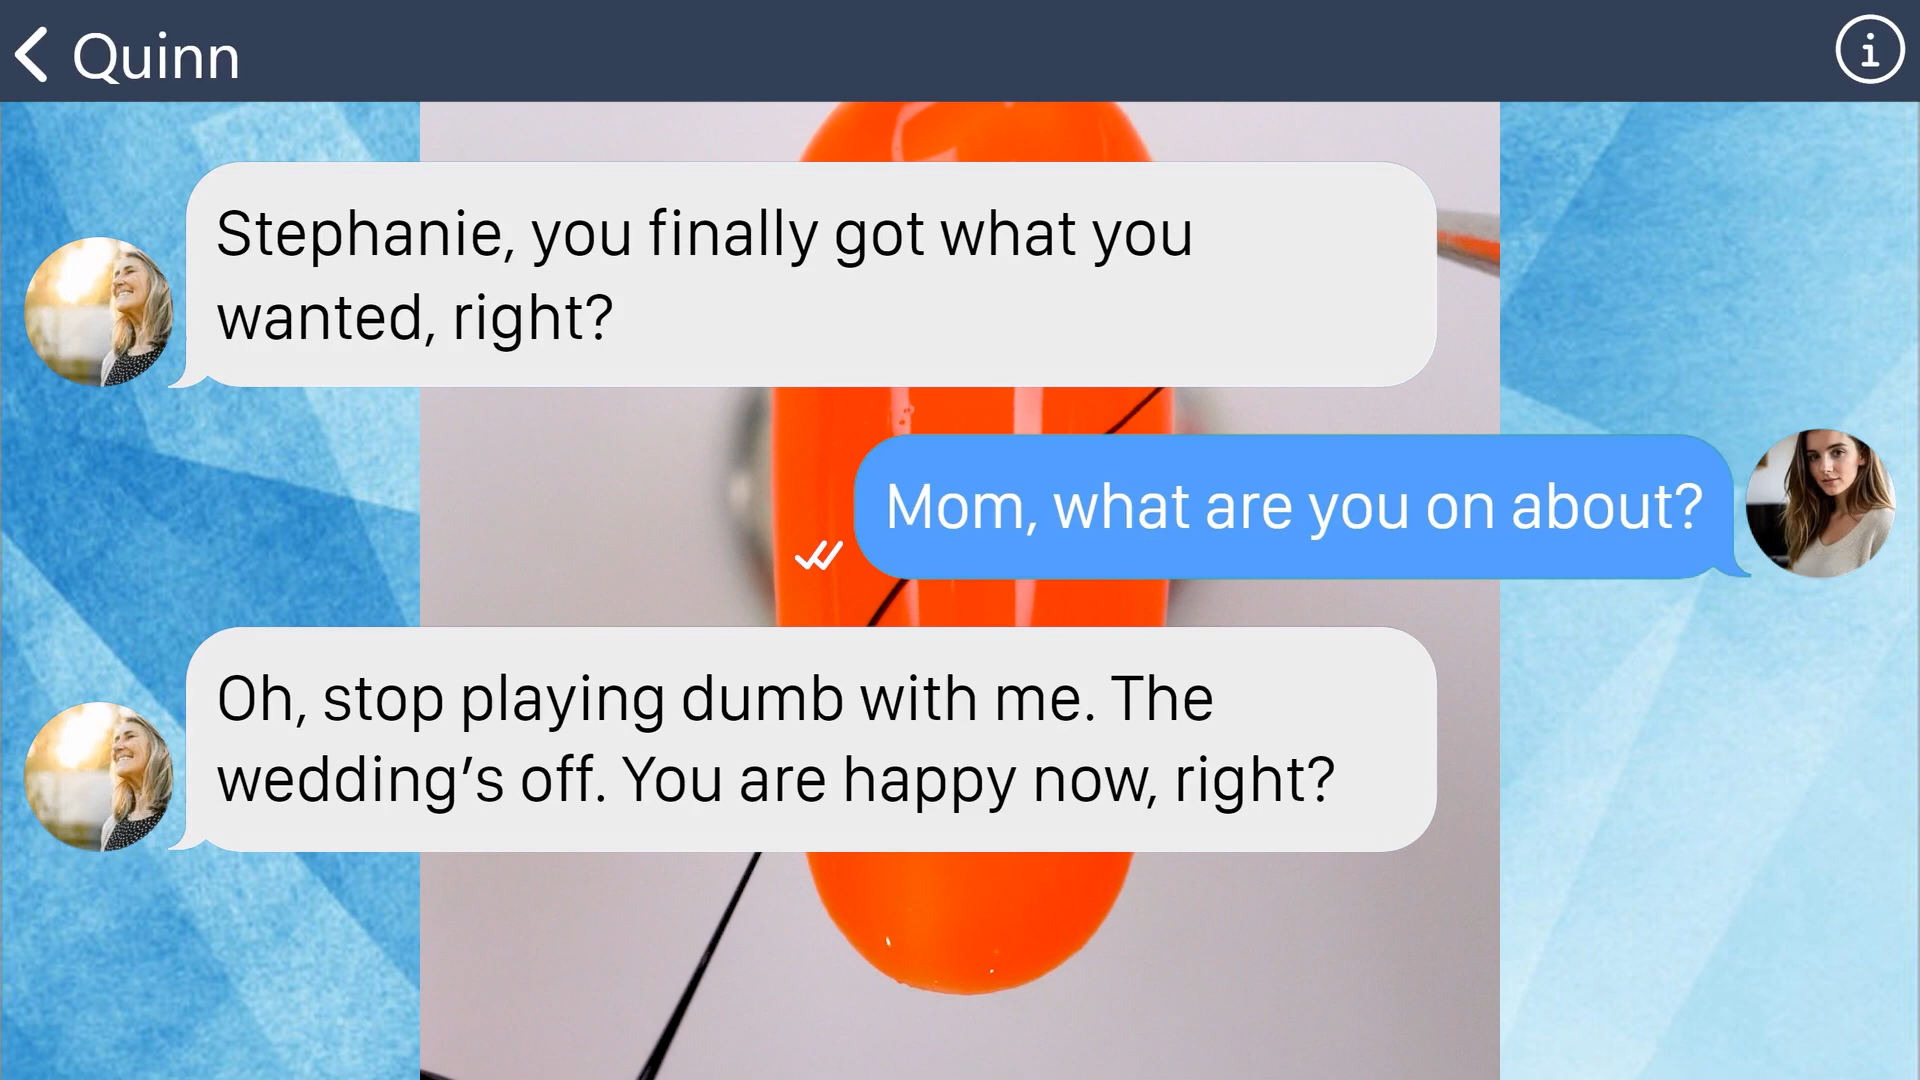 Quinn
Stephanie, you finally got what you
wanted, right?
Mom, what are you on about?
Oh, stop playing dumb with me. The
wedding's off. You are happy now, right?